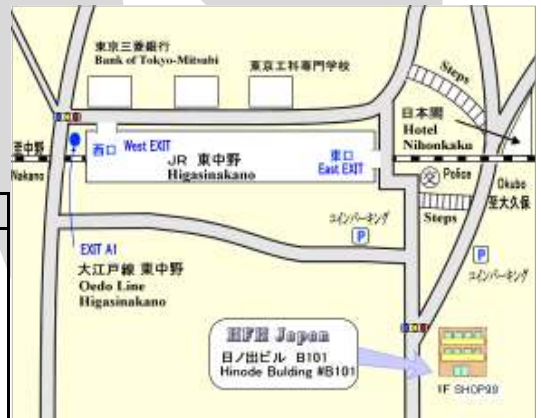 東京三菱銀行
Bank of Tokyo-Mitsubi
東京工科専門学校
Steps
日本閣
Hotel
Nihonkaku
至中野
Nakano
西口 West EXIT
JR 東中野
Higasinakano
東口
East EXIT
Police
Okubo
至大久保
Steps
コインパーキング
P
EXIT A1
大江戸線 東中野
Oedo Line
Higasinakano
P
コインパーキング
HFH Japan
日ノ出ビル B101
Hinode Bulding #B101
1F SHOP99